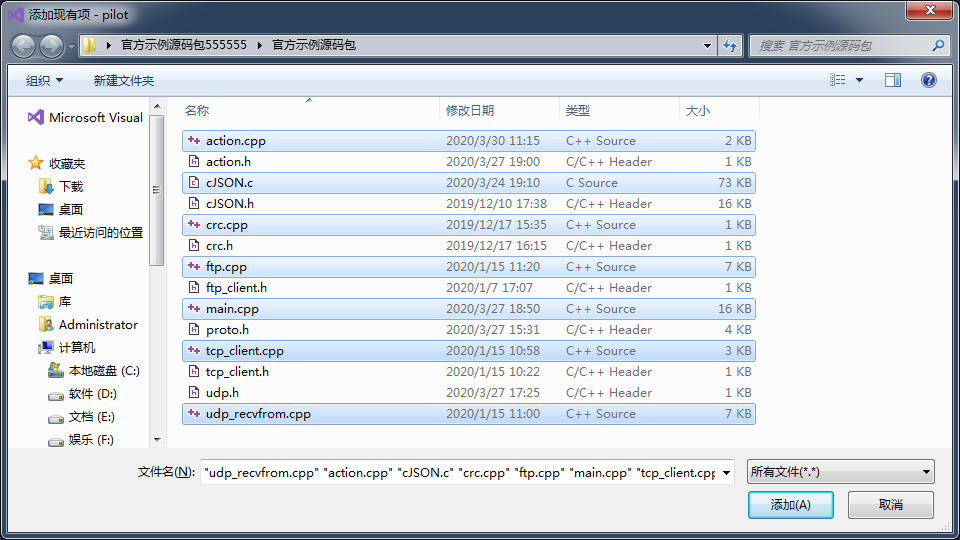 添加现有项 - pilot
官方示例源码包555555 官方示例源码包 搜索 官方示例源码包
组织 新建文件夹
Microsoft Visual
收藏夹
下载
桌面
最近访问的位置
桌面
库
Administrator
计算机
本地磁盘 (C:)
软件 (D:)
文档 (E:)
娱乐 (F:)
名称 修改日期 类型 大小
action.cpp 2020/3/30 11:15 C++ Source 2 KB
action.h 2020/3/27 19:00 C/C++ Header 1 KB
cJSON.c 2020/3/24 19:10 C Source 73 KB
cJSON.h 2019/12/10 17:38 C/C++ Header 16 KB
crc.cpp 2019/12/17 15:35 C++ Source 1 KB
crc.h 2019/12/17 16:15 C/C++ Header 1 KB
ftp.cpp 2020/1/15 11:20 C++ Source 7 KB
ftp_client.h 2020/1/7 17:07 C/C++ Header 1 KB
main.cpp 2020/3/27 18:50 C++ Source 16 KB
proto.h 2020/3/27 15:31 C/C++ Header 4 KB
tcp_client.cpp 2020/1/15 10:58 C++ Source 3 KB
tcp_client.h 2020/1/15 10:22 C/C++ Header 1 KB
udp.h 2020/3/27 17:25 C/C++ Header 1 KB
udp_recvfrom.cpp 2020/1/15 11:00 C++ Source 7 KB
文件名(N): "udp_recvfrom.cpp" "action.cpp" "cJSON.c" "crc.cpp" "ftp.cpp" "main.cpp" "tcp_client.cpp 所有文件(*.*)
添加(A) 取消